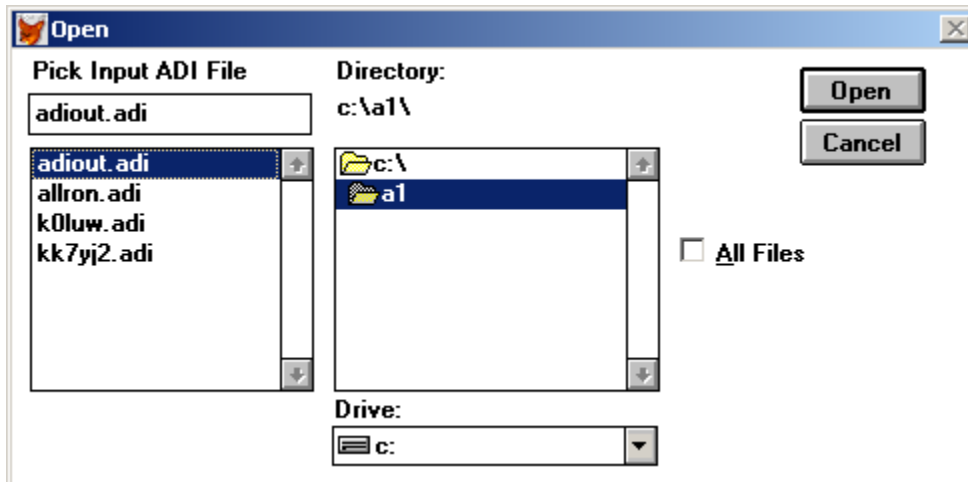 Open
Pick Input ADI File
adiout.adi
adiout.adi
allron.adi
k0luw.adi
kk7yj2.adi
Directory:
c:\a1\
c:\
a1
Drive:
c:
Open
Cancel
All Files